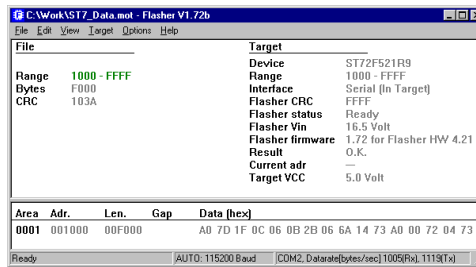 C:\Work\ST7_Data.mot - Flasher V1.72b
File Edit View Target Options Help
File
Range 1000 - FFFF
Bytes F000
CRC 103A
Target
Device ST72F521R9
Range 1000 - FFFF
Interface Serial (In Target)
Flasher CRC FFFF
Flasher status Ready
Flasher Vin 16.5 Volt
Flasher firmware 1.72 for Flasher HW 4.21
Result O.K.
Current adr ---
Target VCC 5.0 Volt
Area Adr. Len. Gap Data (hex)
0001 001000 00F000 A0 7D 1F 0C 06 0B 2B 06 6A 14 73 A0 00 72 04 73
Ready AUTO: 115200 Baud COM2, Datarate[bytes/sec] 1005(Rx), 1119(Tx)